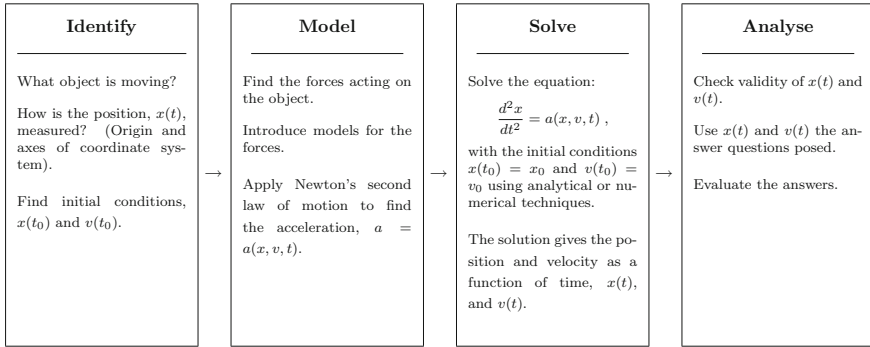 Identify
What object is moving?
How is the position, x(t),
measured? (Origin and
axes of coordinate sys-
tem).
Find initial conditions,
x(t₀) and v(t₀).
→
Model
Find the forces acting on
the object.
Introduce models for the
forces.
Apply Newton's second
law of motion to find
the acceleration, a =
a(x, v, t).
→
Solve
Solve the equation:
d²x/dt² = a(x, v, t) ,
with the initial conditions
x(t₀) = x₀ and v(t₀) =
v₀ using analytical or nu-
merical techniques.
The solution gives the po-
sition and velocity as a
function of time, x(t),
and v(t).
→
Analyse
Check validity of x(t) and
v(t).
Use x(t) and v(t) the an-
swer questions posed.
Evaluate the answers.